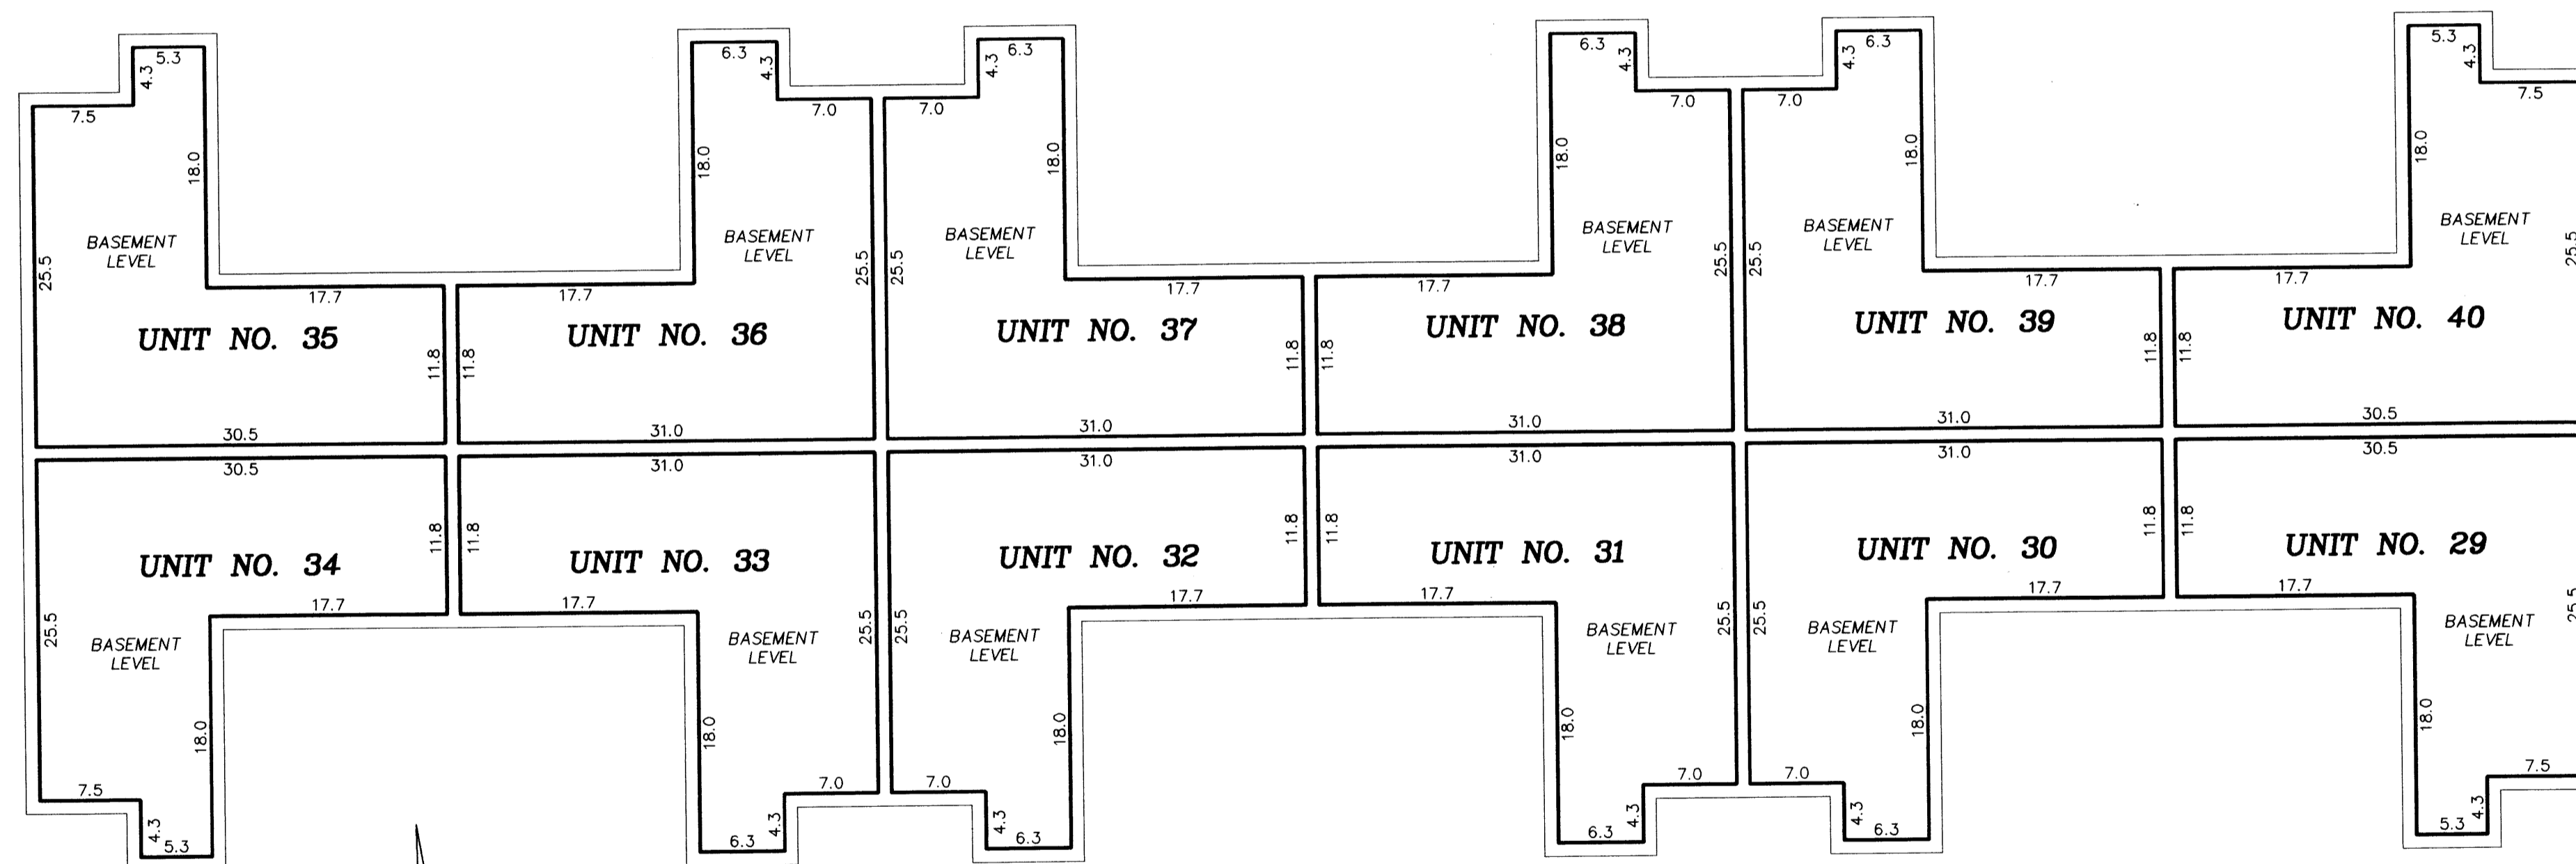 5.3 6.3 6.3 6.3 6.3 5.3
4.3 4.3 4.3 4.3 4.3 4.3
7.5 7.0 7.0 7.0 7.0 7.5
18.0 18.0 18.0 18.0 18.0 18.0
BASEMENT BASEMENT BASEMENT BASEMENT BASEMENT BASEMENT
LEVEL LEVEL LEVEL LEVEL LEVEL LEVEL
25.5 25.5 25.5 25.5 25.5 25.5
17.7 17.7 17.7 17.7 17.7 17.7
UNIT NO. 35 UNIT NO. 36 UNIT NO. 37 UNIT NO. 38 UNIT NO. 39 UNIT NO. 40
11.8 11.8 11.8 11.8 11.8 11.8
30.5 31.0 31.0 31.0 31.0 30.5
30.5 31.0 31.0 31.0 31.0 30.5
11.8 11.8 11.8 11.8 11.8 11.8
UNIT NO. 34 UNIT NO. 33 UNIT NO. 32 UNIT NO. 31 UNIT NO. 30 UNIT NO. 29
17.7 17.7 17.7 17.7 17.7 17.7
25.5 25.5 25.5 25.5 25.5 25.5
BASEMENT BASEMENT BASEMENT BASEMENT BASEMENT BASEMENT
LEVEL LEVEL LEVEL LEVEL LEVEL LEVEL
18.0 18.0 18.0 18.0 18.0 18.0
7.5 7.0 7.0 7.0 7.0 7.5
4.3 4.3 4.3 4.3 4.3 4.3
5.3 6.3 6.3 6.3 6.3 5.3